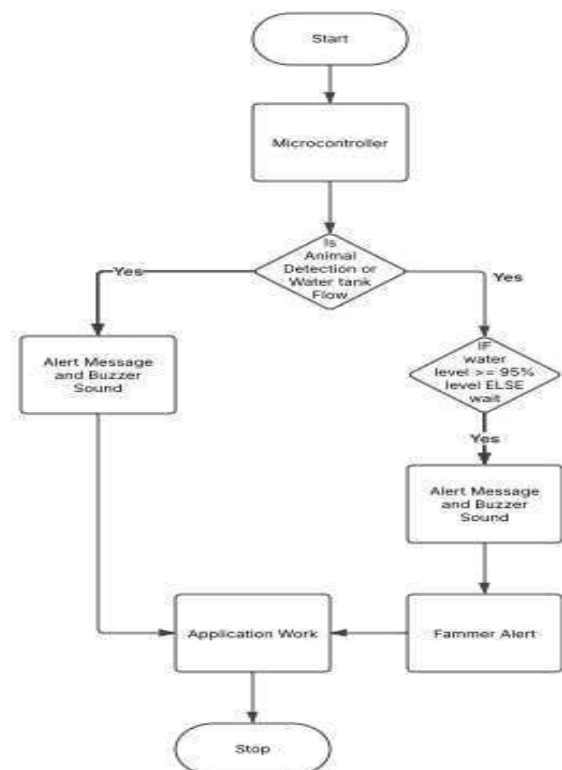 Start
Microcontroller
Is
Animal
Detection or
Water tank
Flow
Yes
Yes
Alert Message
and Buzzer
Sound
IF
water
level >= 95%
level ELSE
wait
Yes
Alert Message
and Buzzer
Sound
Application Work
Fammer Alert
Stop